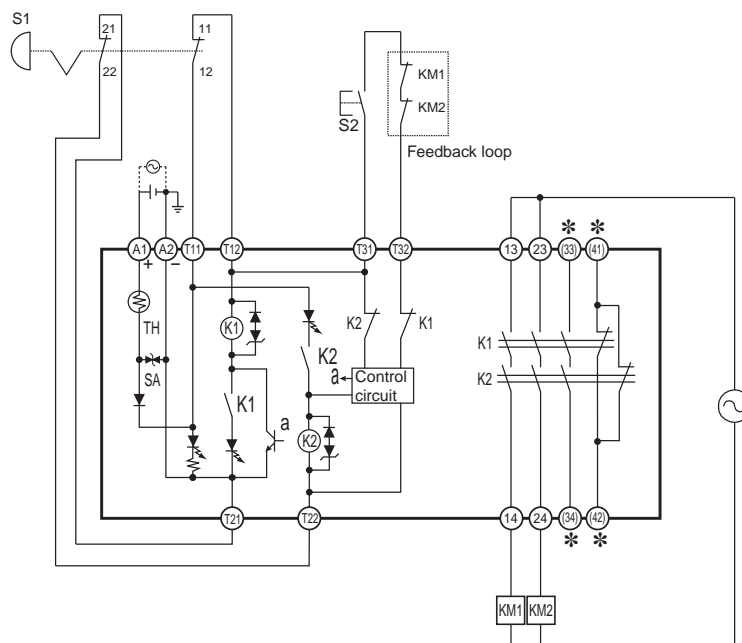 S1
21
22
11
12
S2
KM1
KM2
Feedback loop
A1
A2
T11
T12
T31
T32
13
23
(33)
(41)
*
*
+
−
TH
SA
K1
K1
K2
K2
a
a
K2
K1
Control
circuit
K1
K2
T21
T22
14
24
(34)
(42)
*
*
KM1
KM2